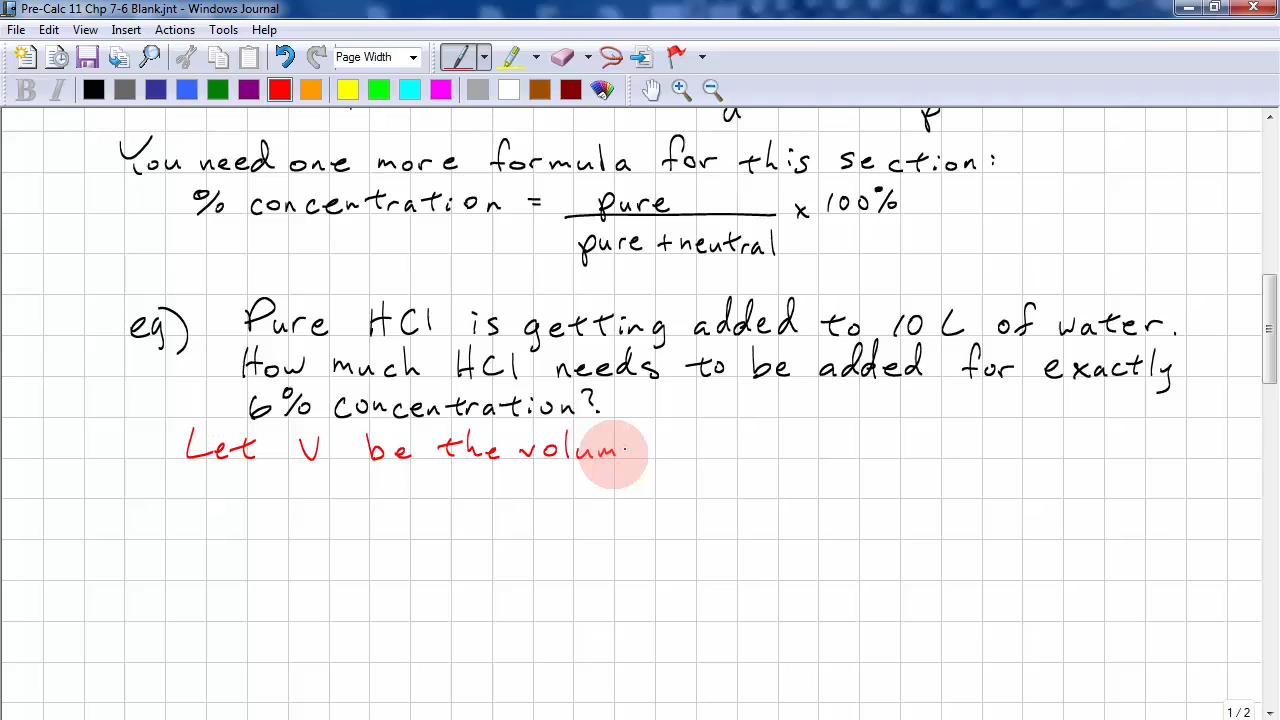 Pre-Calc 11 Chp 7-6 Blank.jnt - Windows Journal
File Edit View Insert Actions Tools Help
Page Width
B I
You need one more formula for this section:
% concentration = pure / pure + neutral x 100%
eg) Pure HCl is getting added to 10 L of water.
How much HCl needs to be added for exactly
6% concentration?
Let V be the volum
1 / 2